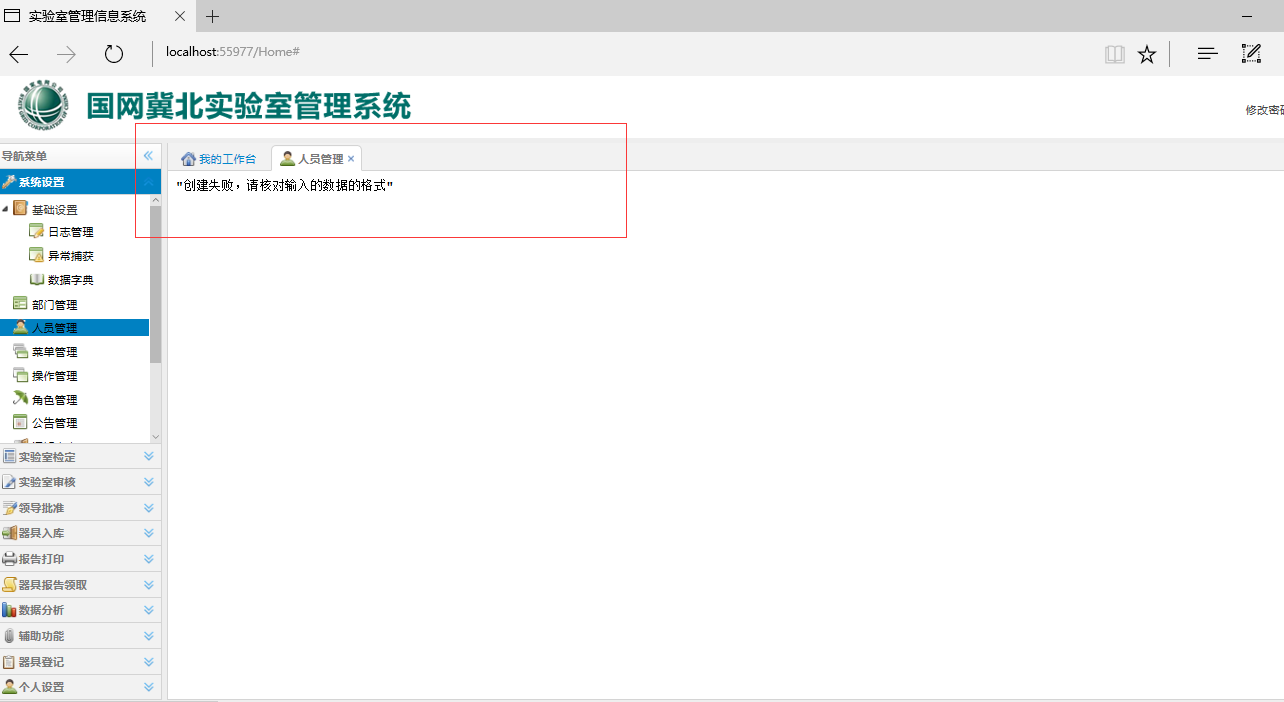 实验室管理信息系统
localhost:55977/Home#
国网冀北实验室管理系统
修改密码
导航菜单
我的工作台
人员管理
系统设置
"创建失败，请核对输入的数据的格式"
基础设置
日志管理
异常捕获
数据字典
部门管理
人员管理
菜单管理
操作管理
角色管理
公告管理
实验室检定
实验室审核
领导批准
器具入库
报告打印
器具报告领取
数据分析
辅助功能
器具登记
个人设置